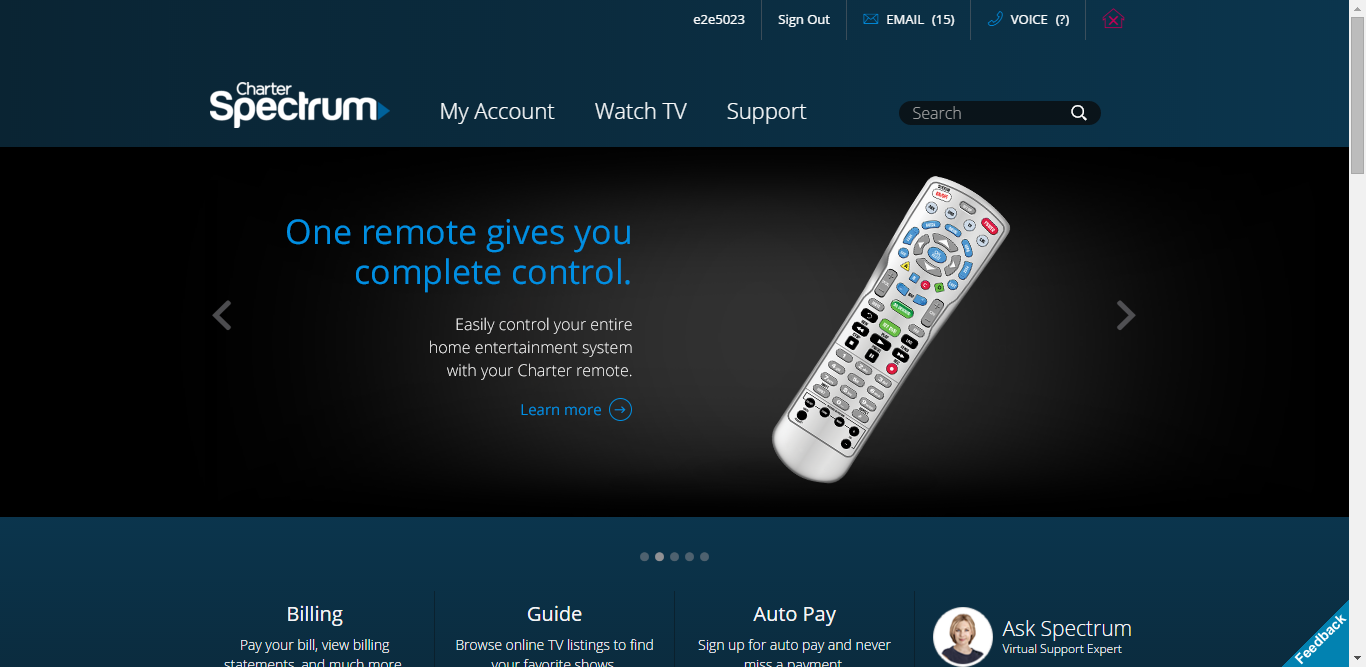 e2e5023
Sign Out
EMAIL (15)
VOICE (?)
Charter
Spectrum
My Account
Watch TV
Support
Search
One remote gives you
complete control.
Easily control your entire
home entertainment system
with your Charter remote.
Learn more
Billing
Pay your bill, view billing
statements, and much more.
Guide
Browse online TV listings to find
your favorite shows.
Auto Pay
Sign up for auto pay and never
miss a payment.
Ask Spectrum
Virtual Support Expert
Feedback